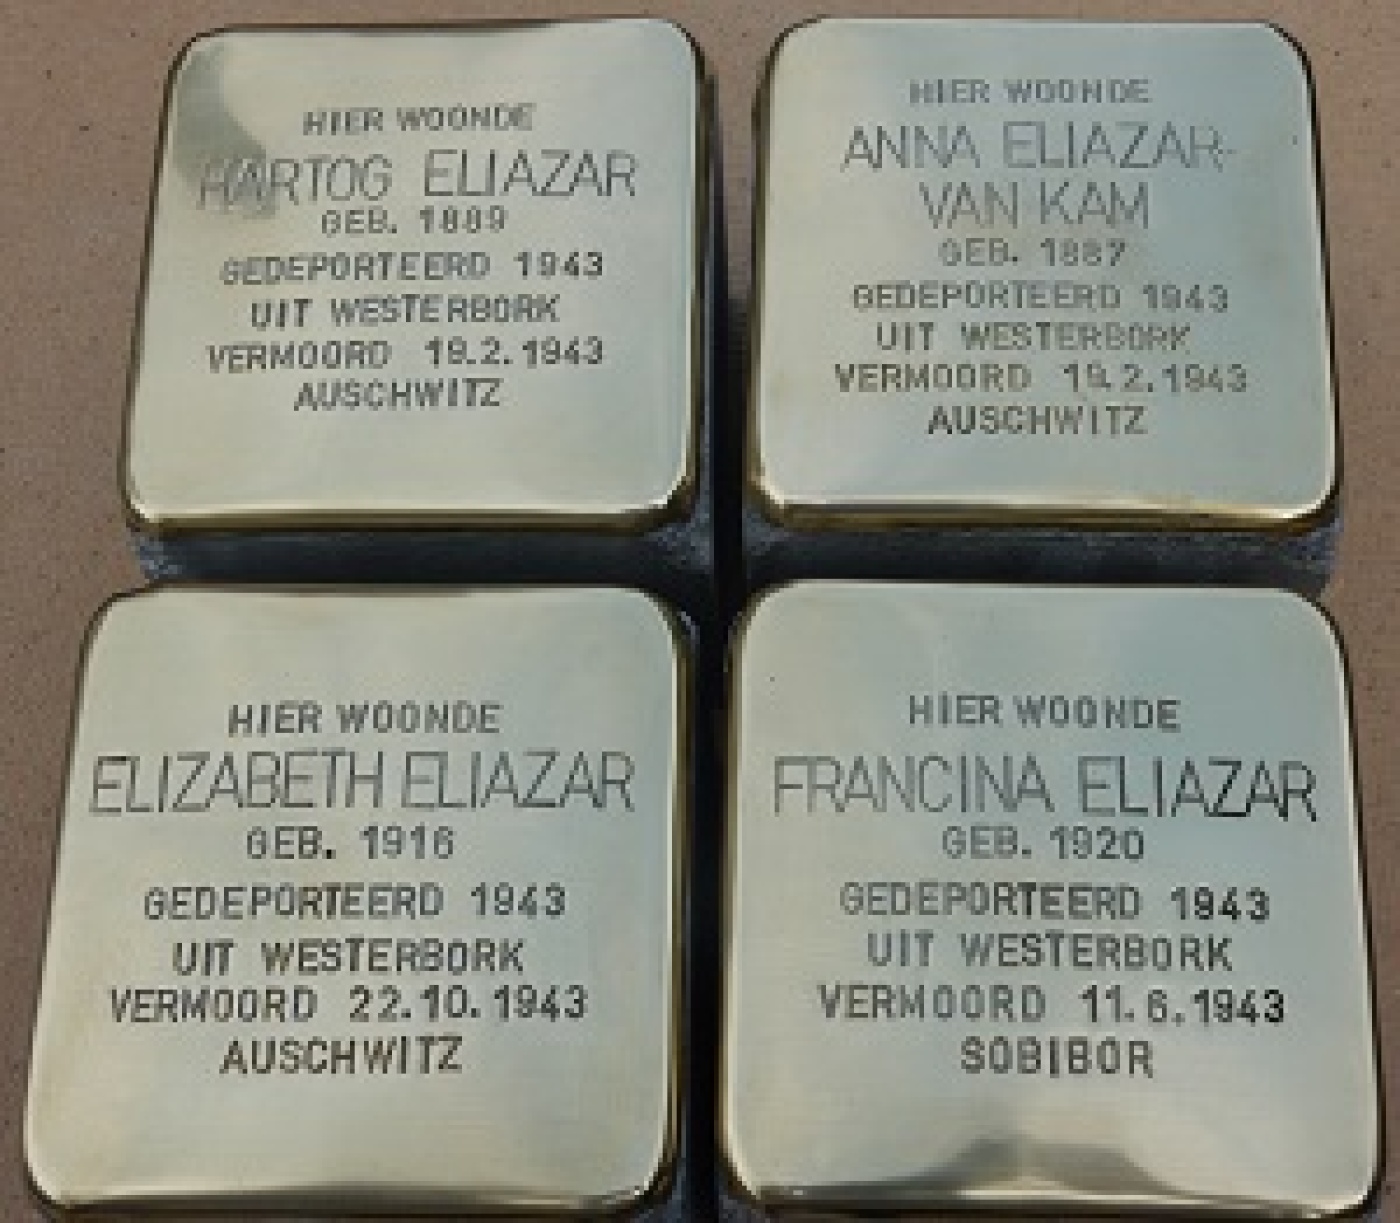 HIER WOONDE
HARTOG ELIAZAR
GEB. 1889
GEDEPORTEERD 1943
UIT WESTERBORK
VERMOORD 19.2.1943
AUSCHWITZ
HIER WOONDE
ANNA ELIAZAR-
VAN KAM
GEB. 1887
GEDEPORTEERD 1943
UIT WESTERBORK
VERMOORD 19.2.1943
AUSCHWITZ
HIER WOONDE
ELIZABETH ELIAZAR
GEB. 1916
GEDEPORTEERD 1943
UIT WESTERBORK
VERMOORD 22.10.1943
AUSCHWITZ
HIER WOONDE
FRANCINA ELIAZAR
GEB. 1920
GEDEPORTEERD 1943
UIT WESTERBORK
VERMOORD 11.6.1943
SOBIBOR